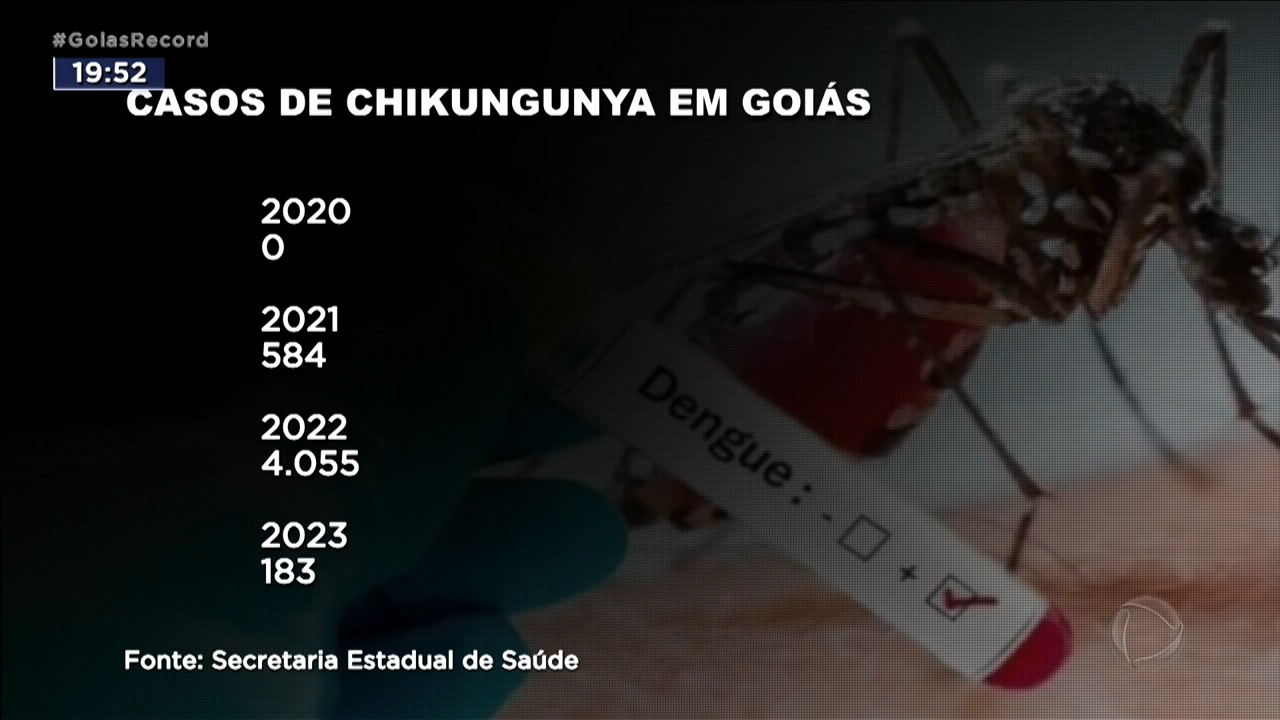 #GoiasRecord
19:52
CASOS DE CHIKUNGUNYA EM GOIÁS
2020
0
2021
584
2022
4.055
2023
183
Dengue: - +
Fonte: Secretaria Estadual de Saúde